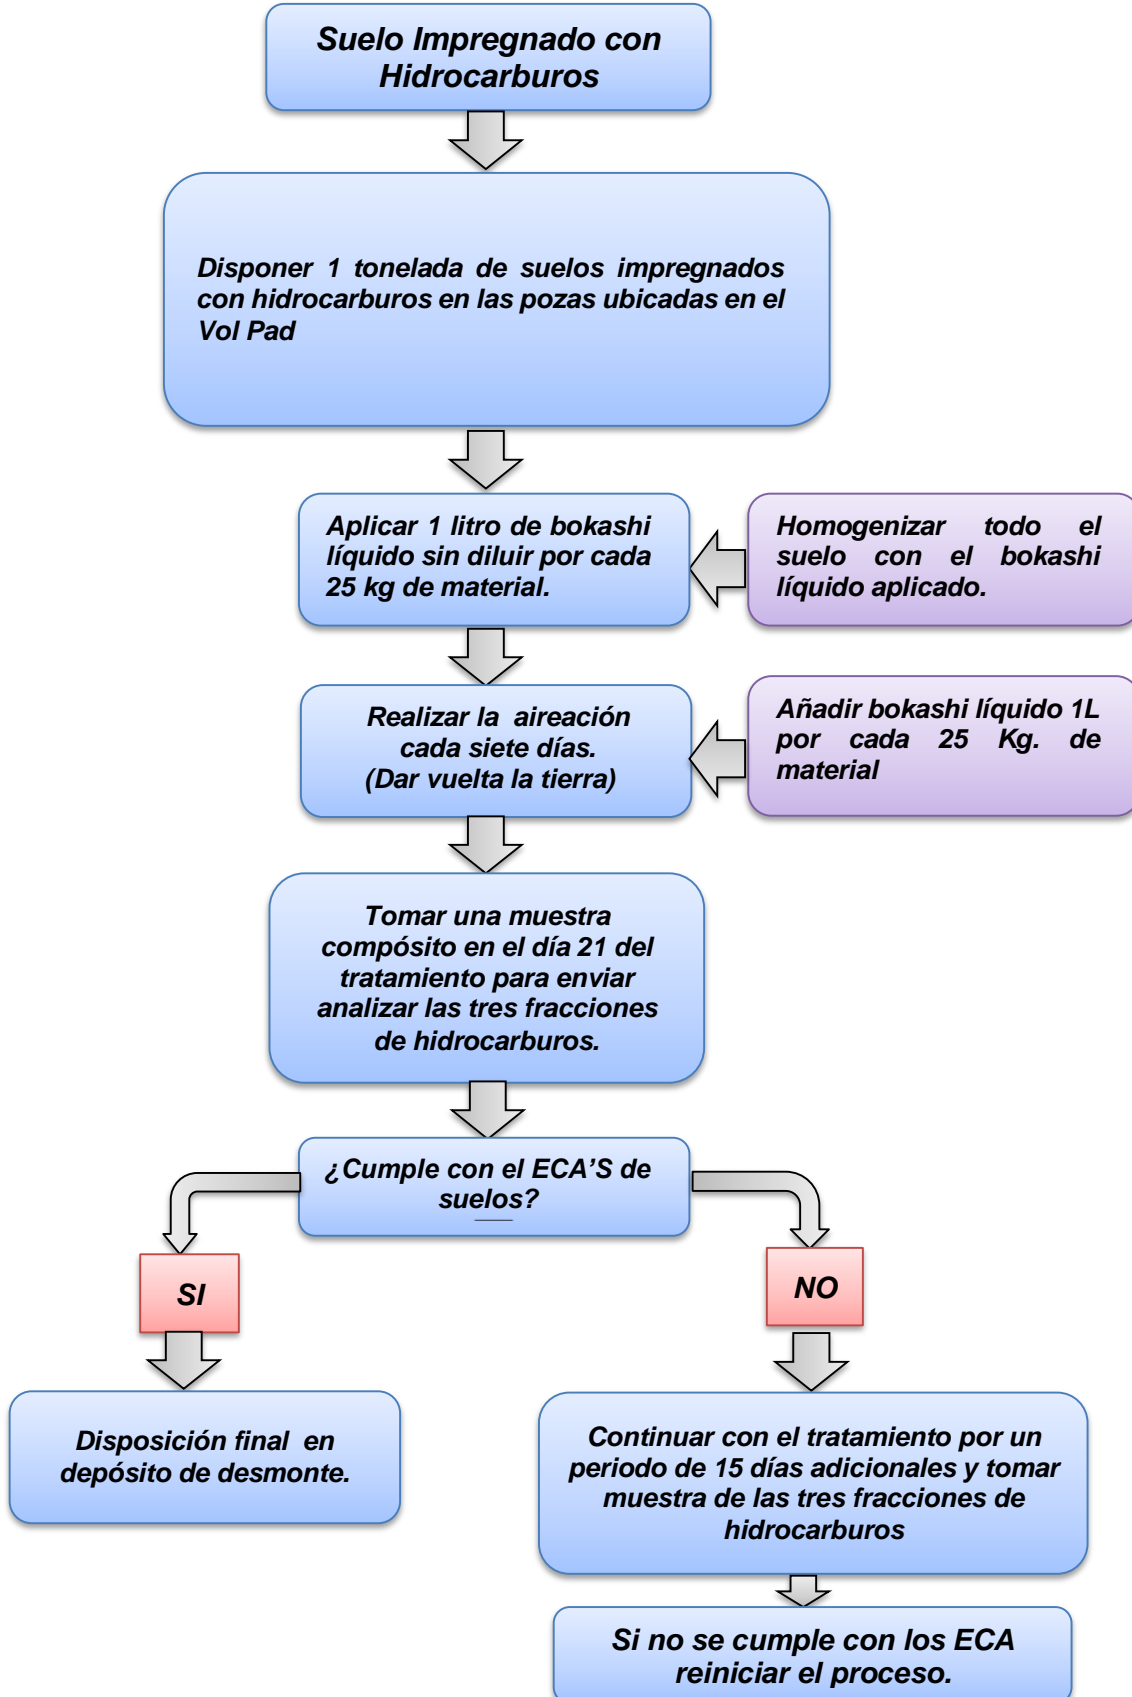 Suelo Impregnado con
Hidrocarburos
Disponer 1 tonelada de suelos impregnados
con hidrocarburos en las pozas ubicadas en el
Vol Pad
Aplicar 1 litro de bokashi
líquido sin diluir por cada
25 kg de material.
Homogenizar todo el
suelo con el bokashi
líquido aplicado.
Realizar la aireación
cada siete días.
(Dar vuelta la tierra)
Añadir bokashi líquido 1L
por cada 25 Kg. de
material
Tomar una muestra
compósito en el día 21 del
tratamiento para enviar
analizar las tres fracciones
de hidrocarburos.
¿Cumple con el ECA’S de
suelos?
SI
NO
Disposición final en
depósito de desmonte.
Continuar con el tratamiento por un
periodo de 15 días adicionales y tomar
muestra de las tres fracciones de
hidrocarburos
Si no se cumple con los ECA
reiniciar el proceso.